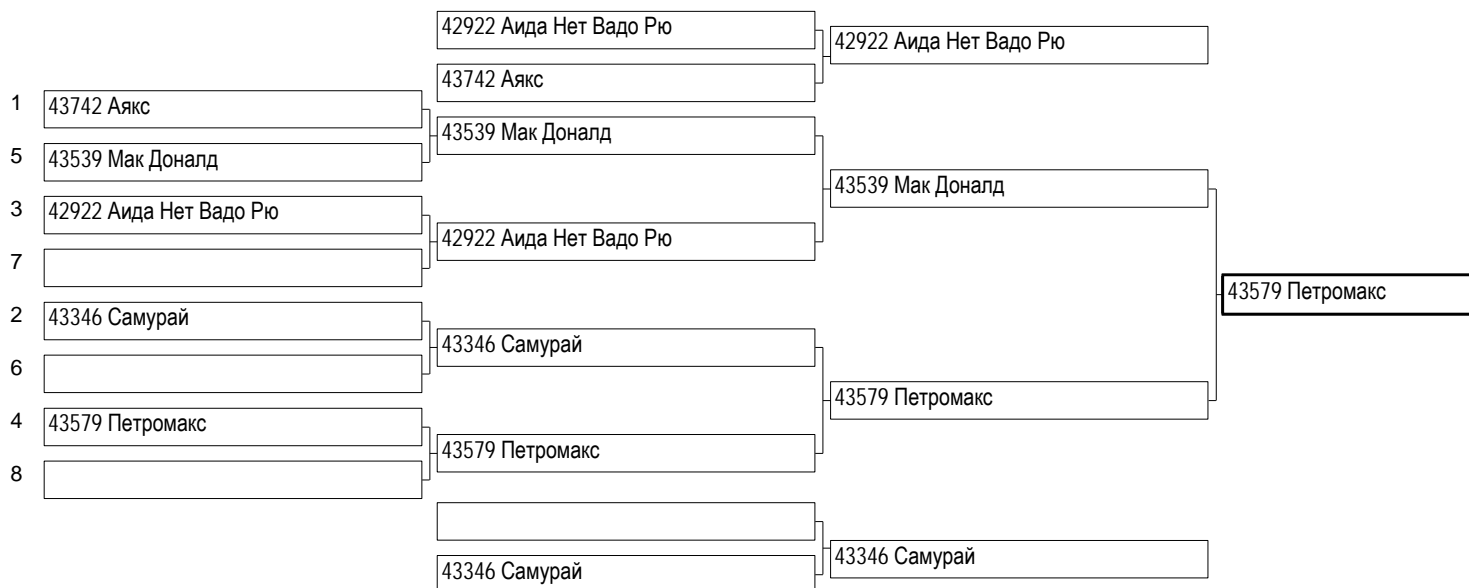 42922 Аида Нет Вадо Рю
42922 Аида Нет Вадо Рю
43742 Аякс
1 43742 Аякс
43539 Мак Доналд
5 43539 Мак Доналд
43539 Мак Доналд
3 42922 Аида Нет Вадо Рю
42922 Аида Нет Вадо Рю
7
43579 Петромакс
2 43346 Самурай
43346 Самурай
6
43579 Петромакс
4 43579 Петромакс
43579 Петромакс
8
43346 Самурай
43346 Самурай